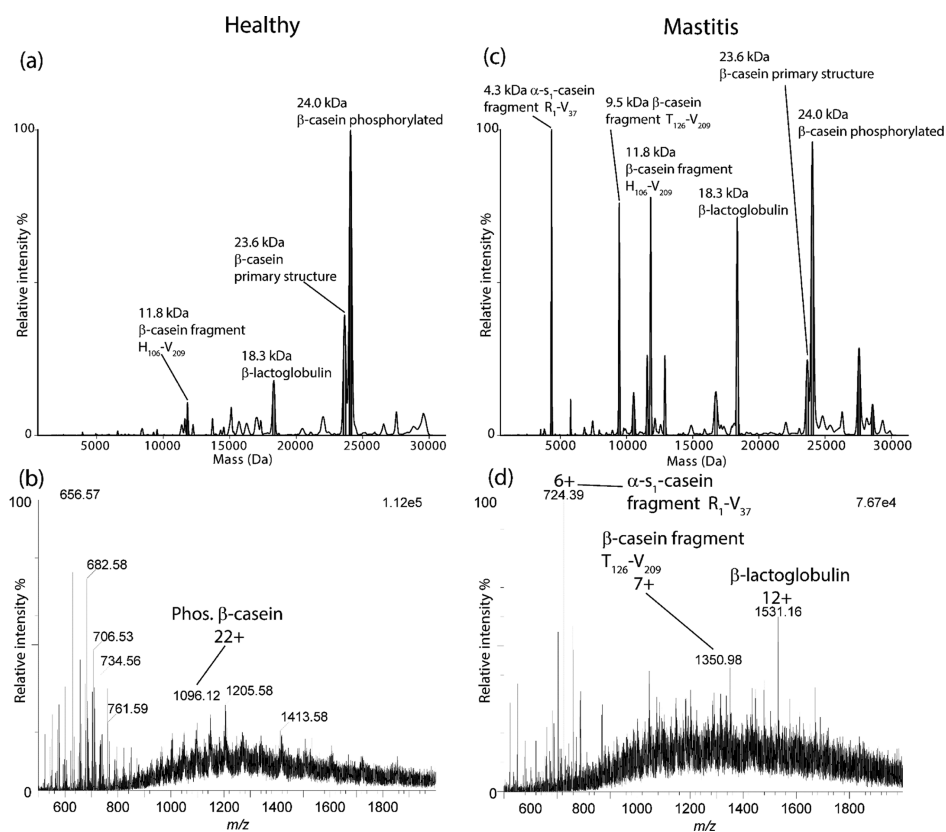 Healthy
Mastitis
(a)
24.0 kDa
β-casein phosphorylated
100
23.6 kDa
β-casein
primary structure
11.8 kDa
β-casein fragment
H106-V209
18.3 kDa
β-lactoglobulin
Relative intensity %
0
5000 10000 15000 20000 25000 30000
Mass (Da)
(c)
23.6 kDa
β-casein primary structure
4.3 kDa α-s1-casein
fragment R1-V37
9.5 kDa β-casein
fragment T126-V209
24.0 kDa
β-casein phosphorylated
100
11.8 kDa
β-casein fragment
H106-V209
18.3 kDa
β-lactoglobulin
Relative intensity %
0
5000 10000 15000 20000 25000 30000
Mass (Da)
(b)
100
656.57
1.12e5
682.58
706.53
734.56
761.59
Phos. β-casein
22+
1096.12
1205.58
1413.58
Relative intensity %
0
600 800 1000 1200 1400 1600 1800
m/z
(d)
100
6+
724.39
α-s1-casein
fragment R1-V37
7.67e4
β-casein fragment
T126-V209
7+
1350.98
β-lactoglobulin
12+
1531.16
Relative intensity %
0
600 800 1000 1200 1400 1600 1800
m/z